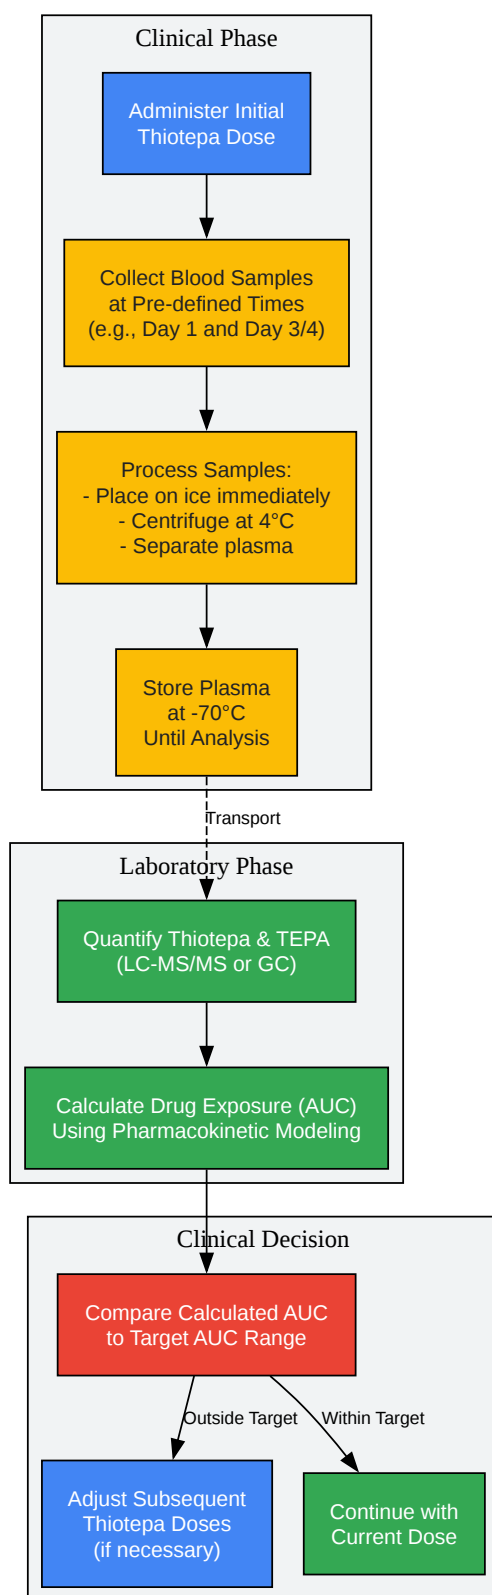 Clinical Phase
Administer Initial
Thiotepa Dose
Collect Blood Samples
at Pre-defined Times
(e.g., Day 1 and Day 3/4)
Process Samples:
- Place on ice immediately
- Centrifuge at 4°C
- Separate plasma
Store Plasma
at -70°C
Until Analysis
Transport
Laboratory Phase
Quantify Thiotepa & TEPA
(LC-MS/MS or GC)
Calculate Drug Exposure (AUC)
Using Pharmacokinetic Modeling
Clinical Decision
Compare Calculated AUC
to Target AUC Range
Outside Target
Within Target
Adjust Subsequent
Thiotepa Doses
(if necessary)
Continue with
Current Dose